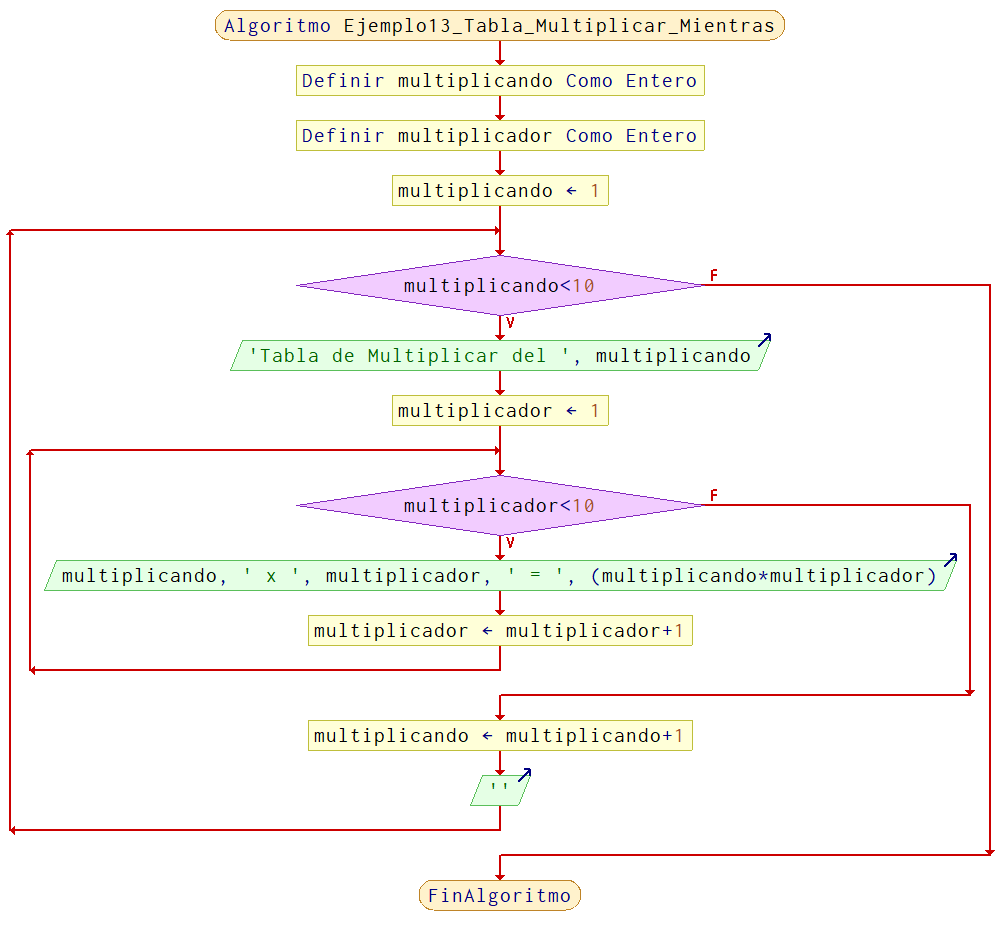 Algoritmo Ejemplo13_Tabla_Multiplicar_Mientras
Definir multiplicando Como Entero
Definir multiplicador Como Entero
multiplicando ← 1
multiplicando<10
F
V
'Tabla de Multiplicar del ', multiplicando
multiplicador ← 1
multiplicador<10
F
V
multiplicando, ' x ', multiplicador, ' = ', (multiplicando*multiplicador)
multiplicador ← multiplicador+1
multiplicando ← multiplicando+1
''
FinAlgoritmo